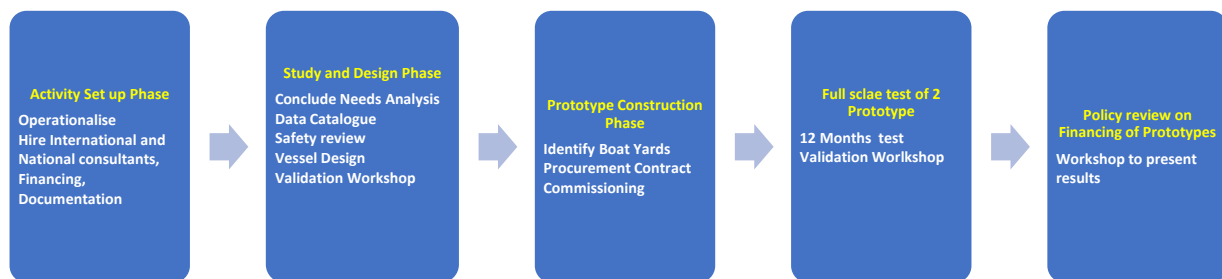 Activity Set up Phase
Operationalise
Hire International and
National consultants,
Financing,
Documentation
Study and Design Phase
Conclude Needs Analysis
Data Catalogue
Safety review
Vessel Design
Validation Workshop
Prototype Construction
Phase
Identify Boat Yards
Procurement Contract
Commissioning
Full sclae test of 2
Prototype
12 Months test
Validation Worlkshop
Policy review on
Financing of Prototypes
Workshop to present
results